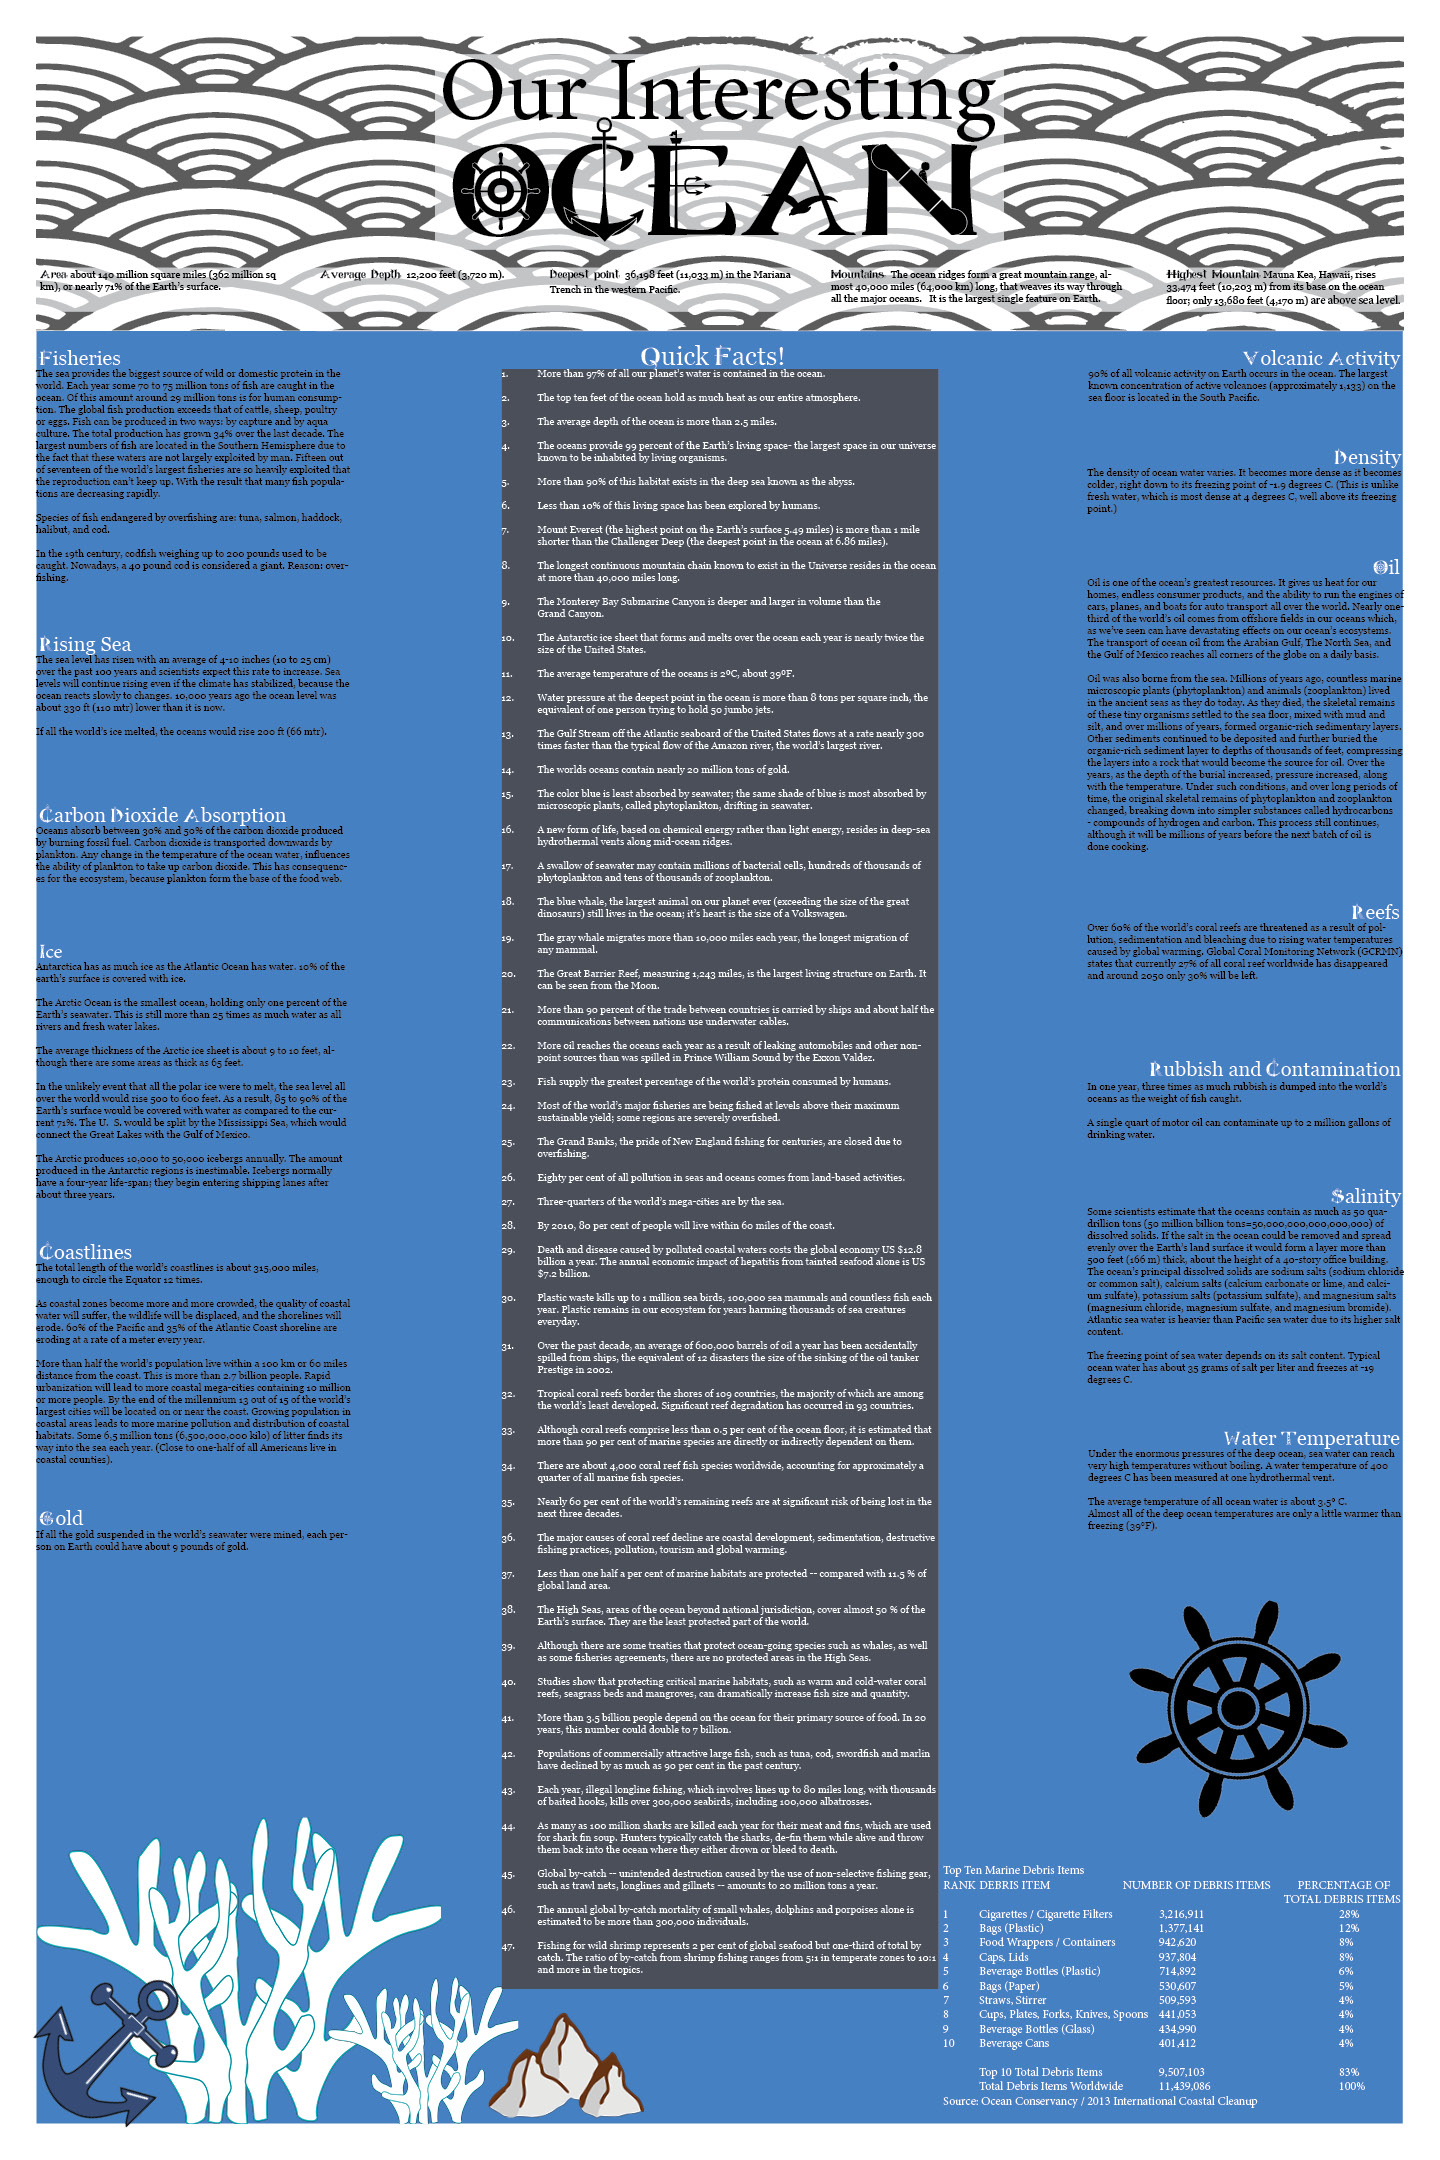 Our Interesting
OCEAN
Area about 140 million square miles (362 million sq
km), or nearly 71% of the Earth's surface.
Average Depth 12,200 feet (3,720 m).
Deepest point 36,198 feet (11,033 m) in the Mariana
Trench in the western Pacific.
Mountains The ocean ridges form a great mountain range, al-
most 40,000 miles (64,000 km) long, that weaves its way through
all the major oceans. It is the largest single feature on Earth.
Highest Mountain Mauna Kea, Hawaii, rises
33,474 feet (10,203 m) from its base on the ocean
floor; only 13,680 feet (4,170 m) are above sea level.
Fisheries
The sea provides the biggest source of wild or domestic protein in the
world. Each year some 70 to 75 million tons of fish are caught in the
ocean. Of this amount around 29 million tons is for human consump-
tion. The global fish production exceeds that of cattle, sheep, poultry
or eggs. Fish can be produced in two ways: by capture and by aqua
culture. The total production has grown 34% over the last decade. The
largest numbers of fish are located in the Southern Hemisphere due to
the fact that these waters are not largely exploited by man. Fifteen out
of seventeen of the world's largest fisheries are so heavily exploited that
the reproduction can't keep up. With the result that many fish popula-
tions are decreasing rapidly.
Species of fish endangered by overfishing are: tuna, salmon, haddock,
halibut, and cod.
In the 19th century, codfish weighing up to 200 pounds used to be
caught. Nowadays, a 40 pound cod is considered a giant. Reason: over-
fishing.
Rising Sea
The sea level has risen with an average of 4-10 inches (10 to 25 cm)
over the past 100 years and scientists expect this rate to increase. Sea
levels will continue rising even if the climate has stabilized, because the
ocean reacts slowly to changes. 10,000 years ago the ocean level was
about 330 ft (110 mtr) lower than it is now.
If all the world's ice melted, the oceans would rise 200 ft (66 mtr).
Carbon Dioxide Absorption
Oceans absorb between 30% and 50% of the carbon dioxide produced
by burning fossil fuel. Carbon dioxide is transported downwards by
plankton. Any change in the temperature of the ocean water, influences
the ability of plankton to take up carbon dioxide. This has consequenc-
es for the ecosystem, because plankton form the base of the food web.
Ice
Antarctica has as much ice as the Atlantic Ocean has water. 10% of the
earth's surface is covered with ice.
The Arctic Ocean is the smallest ocean, holding only one percent of the
Earth's seawater. This is still more than 25 times as much water as all
rivers and fresh water lakes.
The average thickness of the Arctic ice sheet is about 9 to 10 feet, al-
though there are some areas as thick as 65 feet.
In the unlikely event that all the polar ice were to melt, the sea level all
over the world would rise 500 to 600 feet. As a result, 85 to 90% of the
Earth's surface would be covered with water as compared to the cur-
rent 71%. The U. S. would be split by the Mississippi Sea, which would
connect the Great Lakes with the Gulf of Mexico.
The Arctic produces 10,000 to 50,000 icebergs annually. The amount
produced in the Antarctic regions is inestimable. Icebergs normally
have a four-year life-span; they begin entering shipping lanes after
about three years.
Coastlines
The total length of the world's coastlines is about 315,000 miles,
enough to circle the Equator 12 times.
As coastal zones become more and more crowded, the quality of coastal
water will suffer, the wildlife will be displaced, and the shorelines will
erode. 60% of the Pacific and 35% of the Atlantic Coast shoreline are
eroding at a rate of a meter every year.
More than half the world's population live within a 100 km or 60 miles
distance from the coast. This is more than 2.7 billion people. Rapid
urbanization will lead to more coastal mega-cities containing 10 million
or more people. By the end of the millennium 13 out of 15 of the world's
largest cities will be located on or near the coast. Growing population in
coastal areas leads to more marine pollution and distribution of coastal
habitats. Some 6,5 million tons (6,500,000,000 kilo) of litter finds its
way into the sea each year. (Close to one-half of all Americans live in
coastal counties).
Gold
If all the gold suspended in the world's seawater were mined, each per-
son on Earth could have about 9 pounds of gold.
Quick Facts!
1. More than 97% of all our planet's water is contained in the ocean.
2. The top ten feet of the ocean hold as much heat as our entire atmosphere.
3. The average depth of the ocean is more than 2.5 miles.
4. The oceans provide 99 percent of the Earth's living space- the largest space in our universe
known to be inhabited by living organisms.
5. More than 90% of this habitat exists in the deep sea known as the abyss.
6. Less than 10% of this living space has been explored by humans.
7. Mount Everest (the highest point on the Earth's surface 5.49 miles) is more than 1 mile
shorter than the Challenger Deep (the deepest point in the ocean at 6.86 miles).
8. The longest continuous mountain chain known to exist in the Universe resides in the ocean
at more than 40,000 miles long.
9. The Monterey Bay Submarine Canyon is deeper and larger in volume than the
Grand Canyon.
10. The Antarctic ice sheet that forms and melts over the ocean each year is nearly twice the
size of the United States.
11. The average temperature of the oceans is 2ºC, about 39ºF.
12. Water pressure at the deepest point in the ocean is more than 8 tons per square inch, the
equivalent of one person trying to hold 50 jumbo jets.
13. The Gulf Stream off the Atlantic seaboard of the United States flows at a rate nearly 300
times faster than the typical flow of the Amazon river, the world's largest river.
14. The worlds oceans contain nearly 20 million tons of gold.
15. The color blue is least absorbed by seawater; the same shade of blue is most absorbed by
microscopic plants, called phytoplankton, drifting in seawater.
16. A new form of life, based on chemical energy rather than light energy, resides in deep-sea
hydrothermal vents along mid-ocean ridges.
17. A swallow of seawater may contain millions of bacterial cells, hundreds of thousands of
phytoplankton and tens of thousands of zooplankton.
18. The blue whale, the largest animal on our planet ever (exceeding the size of the great
dinosaurs) still lives in the ocean; it's heart is the size of a Volkswagen.
19. The gray whale migrates more than 10,000 miles each year, the longest migration of
any mammal.
20. The Great Barrier Reef, measuring 1,243 miles, is the largest living structure on Earth. It
can be seen from the Moon.
21. More than 90 percent of the trade between countries is carried by ships and about half the
communications between nations use underwater cables.
22. More oil reaches the oceans each year as a result of leaking automobiles and other non-
point sources than was spilled in Prince William Sound by the Exxon Valdez.
23. Fish supply the greatest percentage of the world's protein consumed by humans.
24. Most of the world's major fisheries are being fished at levels above their maximum
sustainable yield; some regions are severely overfished.
25. The Grand Banks, the pride of New England fishing for centuries, are closed due to
overfishing.
26. Eighty per cent of all pollution in seas and oceans comes from land-based activities.
27. Three-quarters of the world's mega-cities are by the sea.
28. By 2010, 80 per cent of people will live within 60 miles of the coast.
29. Death and disease caused by polluted coastal waters costs the global economy US $12.8
billion a year. The annual economic impact of hepatitis from tainted seafood alone is US
$7.2 billion.
30. Plastic waste kills up to 1 million sea birds, 100,000 sea mammals and countless fish each
year. Plastic remains in our ecosystem for years harming thousands of sea creatures
everyday.
31. Over the past decade, an average of 600,000 barrels of oil a year has been accidentally
spilled from ships, the equivalent of 12 disasters the size of the sinking of the oil tanker
Prestige in 2002.
32. Tropical coral reefs border the shores of 109 countries, the majority of which are among
the world's least developed. Significant reef degradation has occurred in 93 countries.
33. Although coral reefs comprise less than 0.5 per cent of the ocean floor, it is estimated that
more than 90 per cent of marine species are directly or indirectly dependent on them.
34. There are about 4,000 coral reef fish species worldwide, accounting for approximately a
quarter of all marine fish species.
35. Nearly 60 per cent of the world's remaining reefs are at significant risk of being lost in the
next three decades.
36. The major causes of coral reef decline are coastal development, sedimentation, destructive
fishing practices, pollution, tourism and global warming.
37. Less than one half a per cent of marine habitats are protected -- compared with 11.5 % of
global land area.
38. The High Seas, areas of the ocean beyond national jurisdiction, cover almost 50 % of the
Earth's surface. They are the least protected part of the world.
39. Although there are some treaties that protect ocean-going species such as whales, as well
as some fisheries agreements, there are no protected areas in the High Seas.
40. Studies show that protecting critical marine habitats, such as warm and cold-water coral
reefs, seagrass beds and mangroves, can dramatically increase fish size and quantity.
41. More than 3.5 billion people depend on the ocean for their primary source of food. In 20
years, this number could double to 7 billion.
42. Populations of commercially attractive large fish, such as tuna, cod, swordfish and marlin
have declined by as much as 90 per cent in the past century.
43. Each year, illegal longline fishing, which involves lines up to 80 miles long, with thousands
of baited hooks, kills over 300,000 seabirds, including 100,000 albatrosses.
44. As many as 100 million sharks are killed each year for their meat and fins, which are used
for shark fin soup. Hunters typically catch the sharks, de-fin them while alive and throw
them back into the ocean where they either drown or bleed to death.
45. Global by-catch -- unintended destruction caused by the use of non-selective fishing gear,
such as trawl nets, longlines and gillnets -- amounts to 20 million tons a year.
46. The annual global by-catch mortality of small whales, dolphins and porpoises alone is
estimated to be more than 300,000 individuals.
47. Fishing for wild shrimp represents 2 per cent of global seafood but one-third of total by
catch. The ratio of by-catch from shrimp fishing ranges from 5:1 in temperate zones to 10:1
and more in the tropics.
Volcanic Activity
90% of all volcanic activity on Earth occurs in the ocean. The largest
known concentration of active volcanoes (approximately 1,133) on the
sea floor is located in the South Pacific.
Density
The density of ocean water varies. It becomes more dense as it becomes
colder, right down to its freezing point of -1.9 degrees C. (This is unlike
fresh water, which is most dense at 4 degrees C, well above its freezing
point.)
Oil
Oil is one of the ocean's greatest resources. It gives us heat for our
homes, endless consumer products, and the ability to run the engines of
cars, planes, and boats for auto transport all over the world. Nearly one-
third of the world's oil comes from offshore fields in our oceans which,
as we've seen can have devastating effects on our ocean's ecosystems.
The transport of ocean oil from the Arabian Gulf, The North Sea, and
the Gulf of Mexico reaches all corners of the globe on a daily basis.
Oil was also borne from the sea. Millions of years ago, countless marine
microscopic plants (phytoplankton) and animals (zooplankton) lived
in the ancient seas as they do today. As they died, the skeletal remains
of these tiny organisms settled to the sea floor, mixed with mud and
silt, and over millions of years, formed organic-rich sedimentary layers.
Other sediments continued to be deposited and further buried the
organic-rich sediment layer to depths of thousands of feet, compressing
the layers into a rock that would become the source for oil. Over the
years, as the depth of the burial increased, pressure increased, along
with the temperature. Under such conditions, and over long periods of
time, the original skeletal remains of phytoplankton and zooplankton
changed, breaking down into simpler substances called hydrocarbons
- compounds of hydrogen and carbon. This process still continues,
although it will be millions of years before the next batch of oil is
done cooking.
Reefs
Over 60% of the world's coral reefs are threatened as a result of pol-
lution, sedimentation and bleaching due to rising water temperatures
caused by global warming. Global Coral Monitoring Network (GCRMN)
states that currently 27% of all coral reef worldwide has disappeared
and around 2050 only 30% will be left.
Rubbish and Contamination
In one year, three times as much rubbish is dumped into the world's
oceans as the weight of fish caught.
A single quart of motor oil can contaminate up to 2 million gallons of
drinking water.
Salinity
Some scientists estimate that the oceans contain as much as 50 qua-
drillion tons (50 million billion tons=50,000,000,000,000,000) of
dissolved solids. If the salt in the ocean could be removed and spread
evenly over the Earth's land surface it would form a layer more than
500 feet (166 m) thick, about the height of a 40-story office building.
The ocean's principal dissolved solids are sodium salts (sodium chloride
or common salt), calcium salts (calcium carbonate or lime, and calci-
um sulfate), potassium salts (potassium sulfate), and magnesium salts
(magnesium chloride, magnesium sulfate, and magnesium bromide).
Atlantic sea water is heavier than Pacific sea water due to its higher salt
content.
The freezing point of sea water depends on its salt content. Typical
ocean water has about 35 grams of salt per liter and freezes at -19
degrees C.
Water Temperature
Under the enormous pressures of the deep ocean, sea water can reach
very high temperatures without boiling. A water temperature of 400
degrees C has been measured at one hydrothermal vent.
The average temperature of all ocean water is about 3.5° C.
Almost all of the deep ocean temperatures are only a little warmer than
freezing (39°F).
Top Ten Marine Debris Items
RANK DEBRIS ITEM NUMBER OF DEBRIS ITEMS PERCENTAGE OF
TOTAL DEBRIS ITEMS
1 Cigarettes / Cigarette Filters 3,216,911 28%
2 Bags (Plastic) 1,377,141 12%
3 Food Wrappers / Containers 942,620 8%
4 Caps, Lids 937,804 8%
5 Beverage Bottles (Plastic) 714,892 6%
6 Bags (Paper) 530,607 5%
7 Straws, Stirrer 509,593 4%
8 Cups, Plates, Forks, Knives, Spoons 441,053 4%
9 Beverage Bottles (Glass) 434,990 4%
10 Beverage Cans 401,412 4%
Top 10 Total Debris Items 9,507,103 83%
Total Debris Items Worldwide 11,439,086 100%
Source: Ocean Conservancy / 2013 International Coastal Cleanup